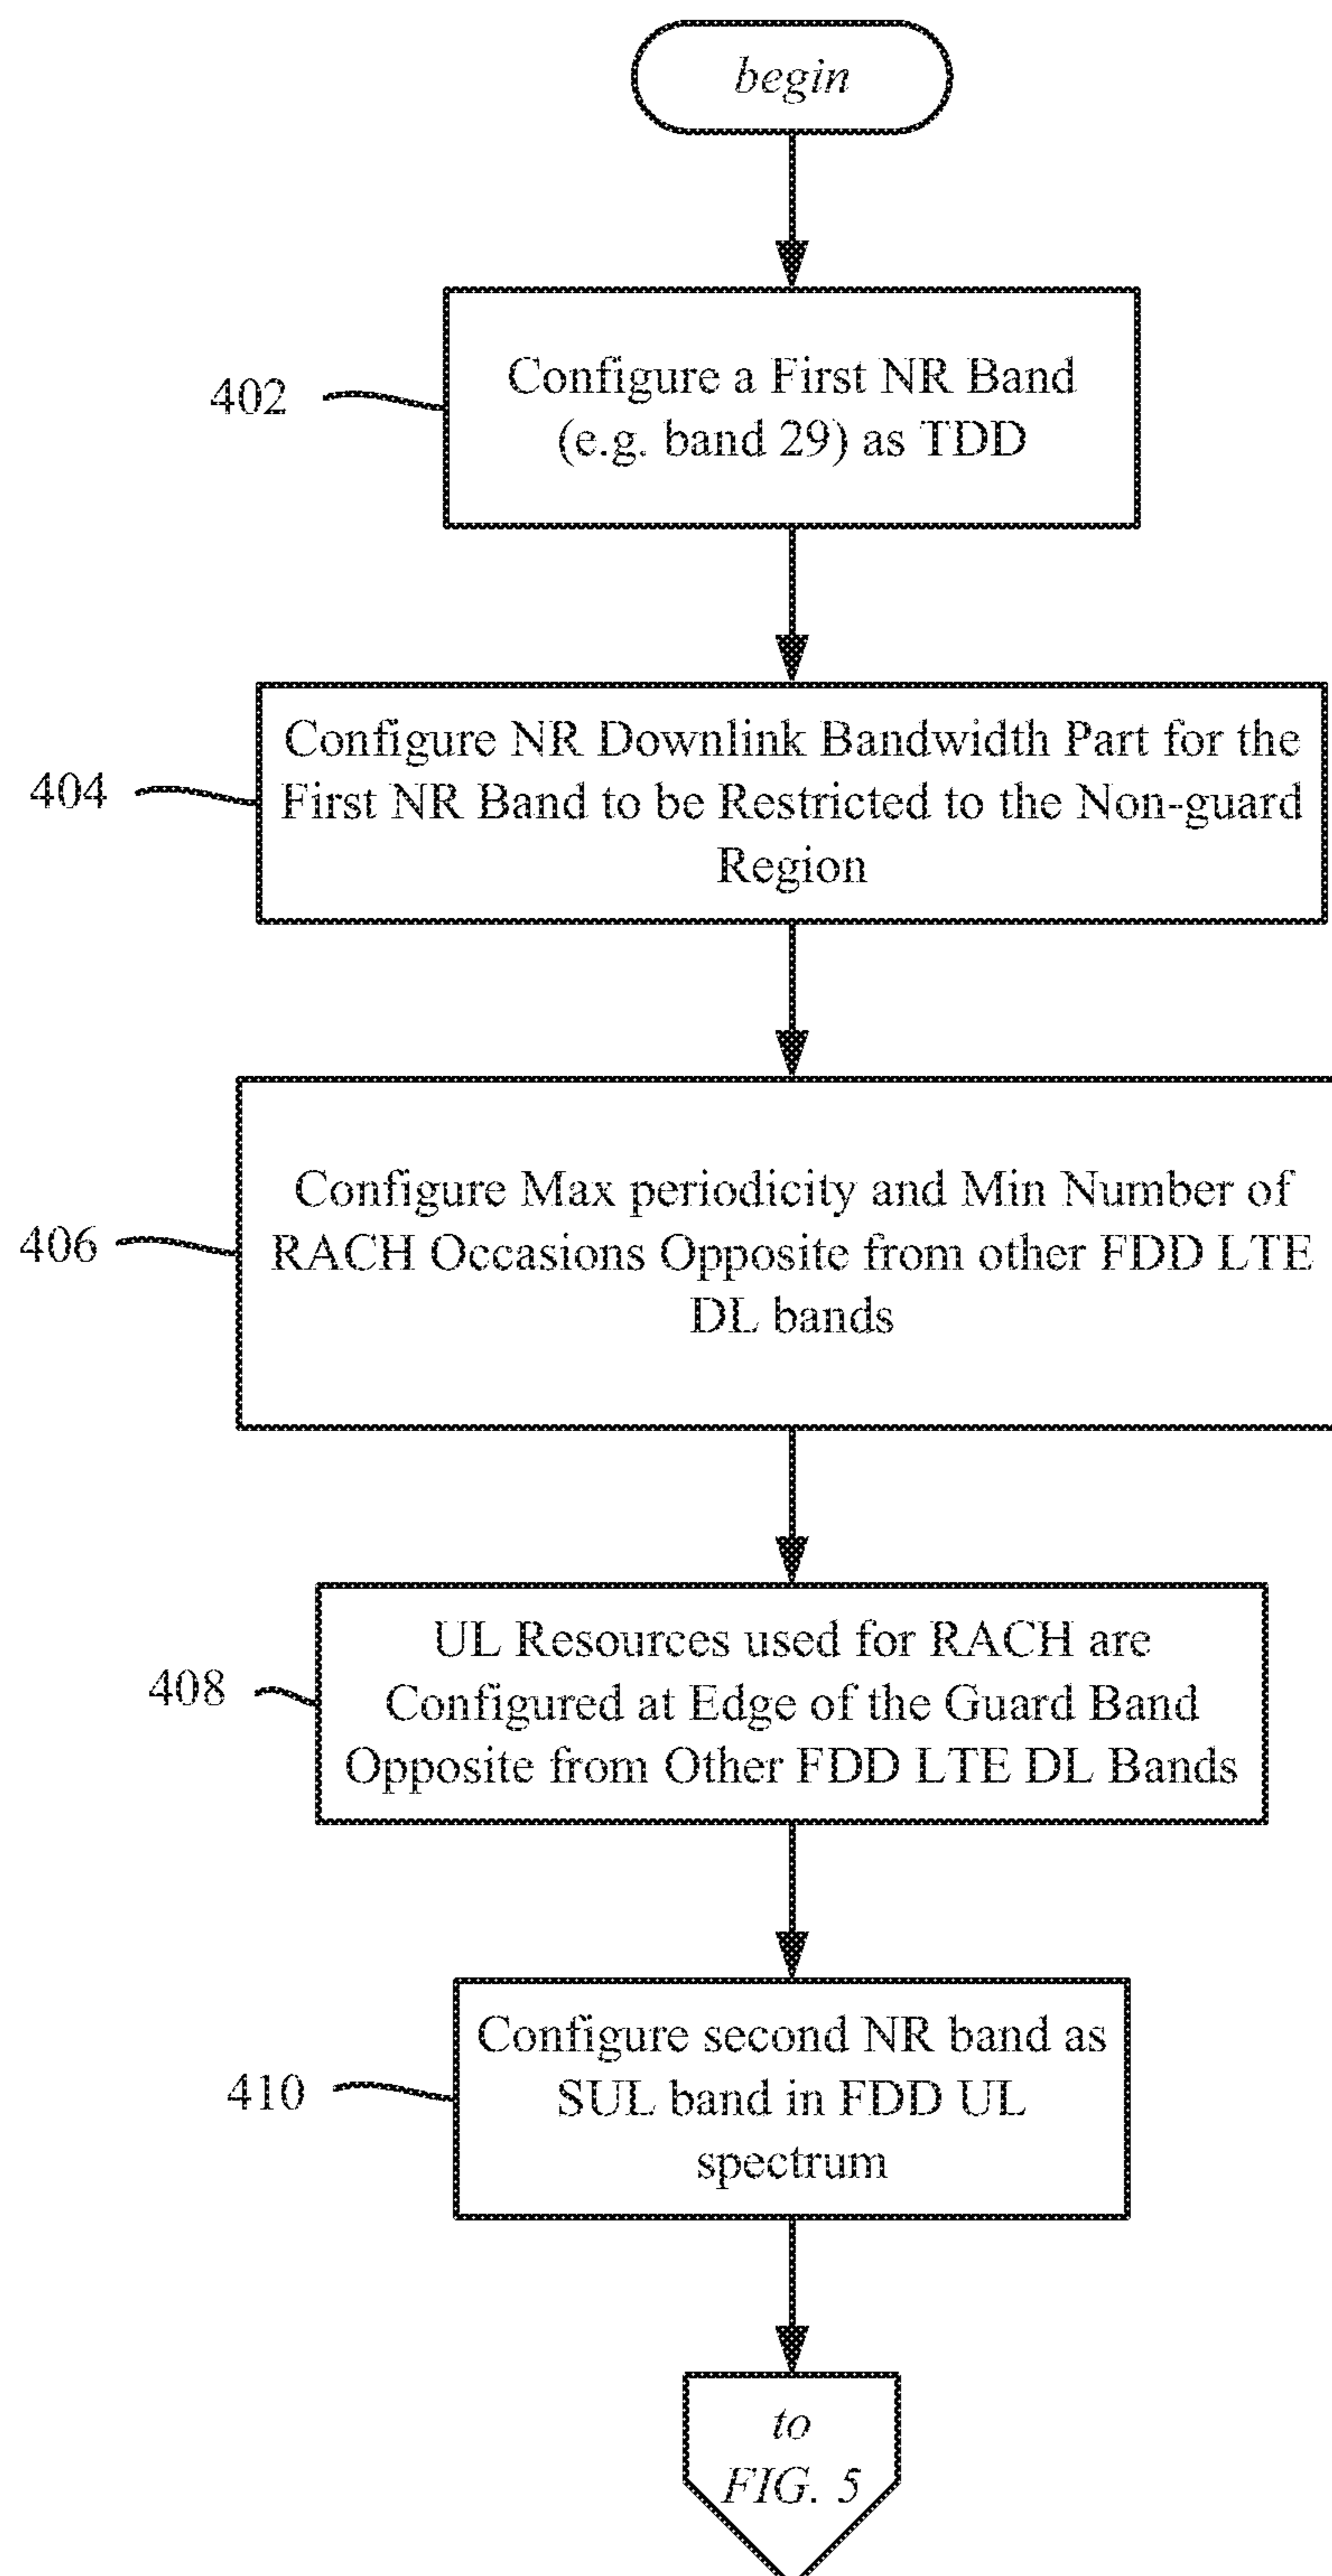 begin
402
Configure a First NR Band
(e.g. band 29) as TDD
404
Configure NR Downlink Bandwidth Part for the
First NR Band to be Restricted to the Non-guard
Region
406
Configure Max periodicity and Min Number of
RACH Occasions Opposite from other FDD LTE
DL bands
408
UL Resources used for RACH are
Configured at Edge of the Guard Band
Opposite from Other FDD LTE DL Bands
410
Configure second NR band as
SUL band in FDD UL
spectrum
to
FIG. 5